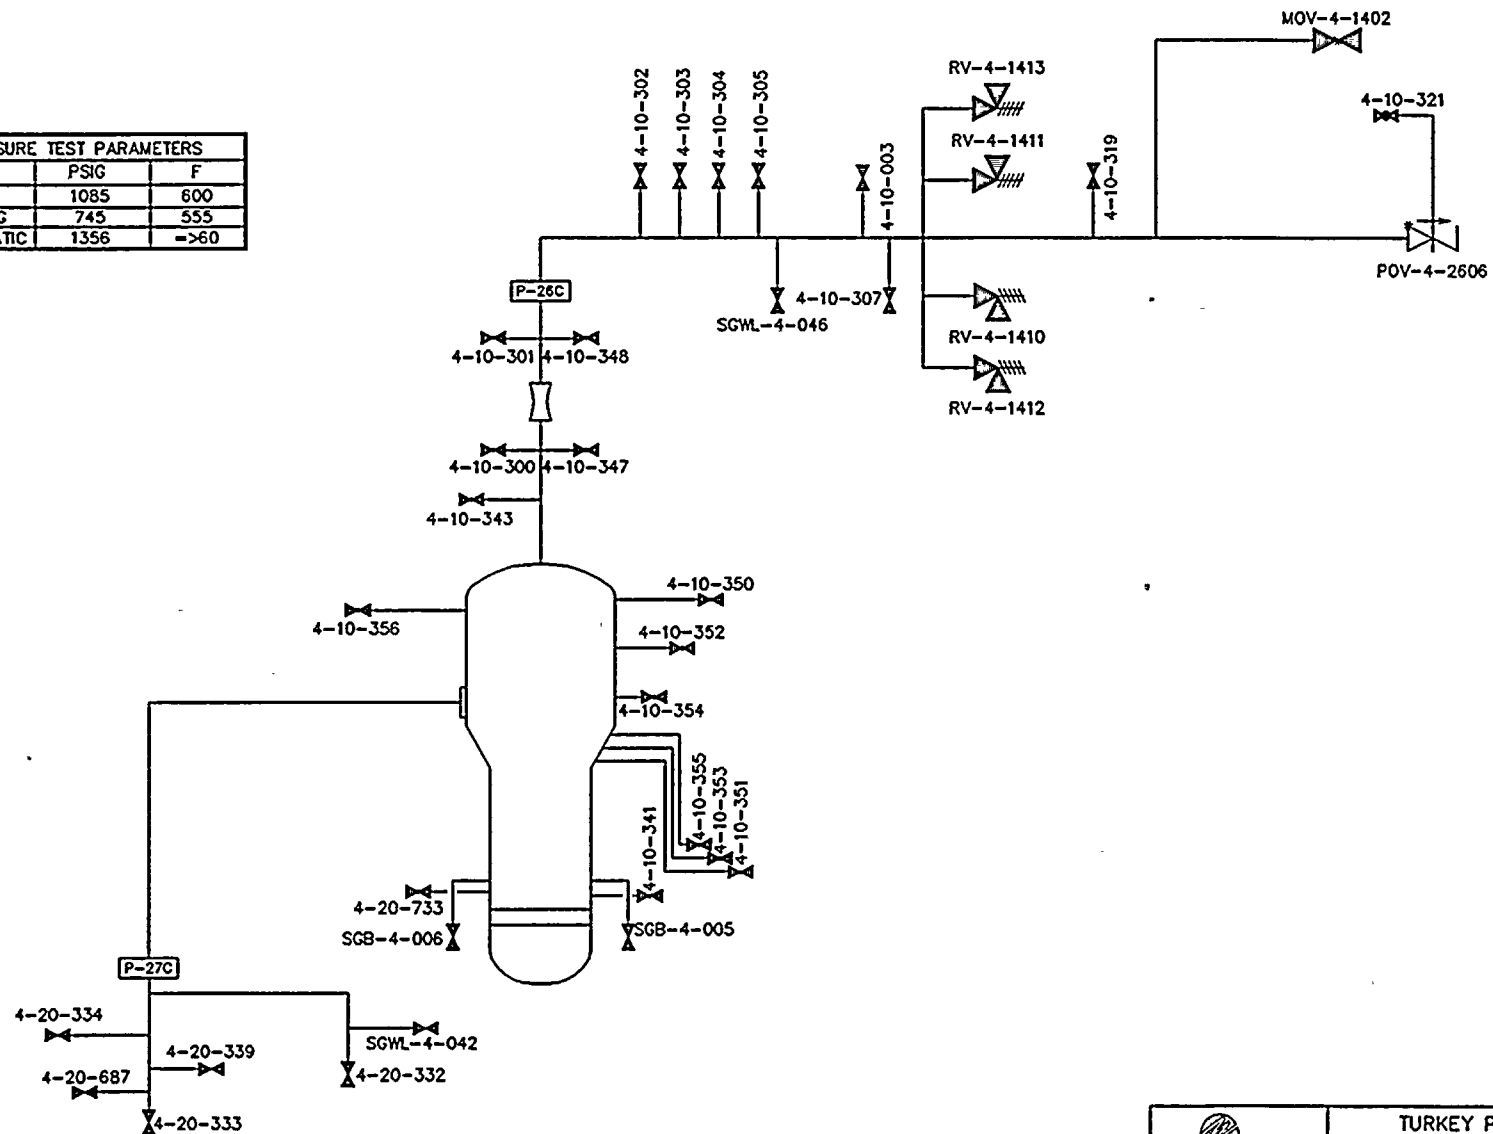 MOV-4-1402
RV-4-1413
4-10-321
4-10-302
4-10-303
4-10-304
4-10-305
RV-4-1411
4-10-003
4-10-319
SURE TEST PARAMETERS
PSIG F
1085 600
G 745 555
ATIC 1356 =>60
POV-4-2606
P-26C
4-10-307
SGWL-4-046
RV-4-1410
4-10-301 4-10-348
RV-4-1412
4-10-300 4-10-347
4-10-343
4-10-350
4-10-356
4-10-352
4-10-354
4-10-355
4-10-353
4-10-351
4-10-341
4-20-733
SGB-4-006
SGB-4-005
P-27C
4-20-334
4-20-339
SGWL-4-042
4-20-687
4-20-332
4-20-333
TURKEY P